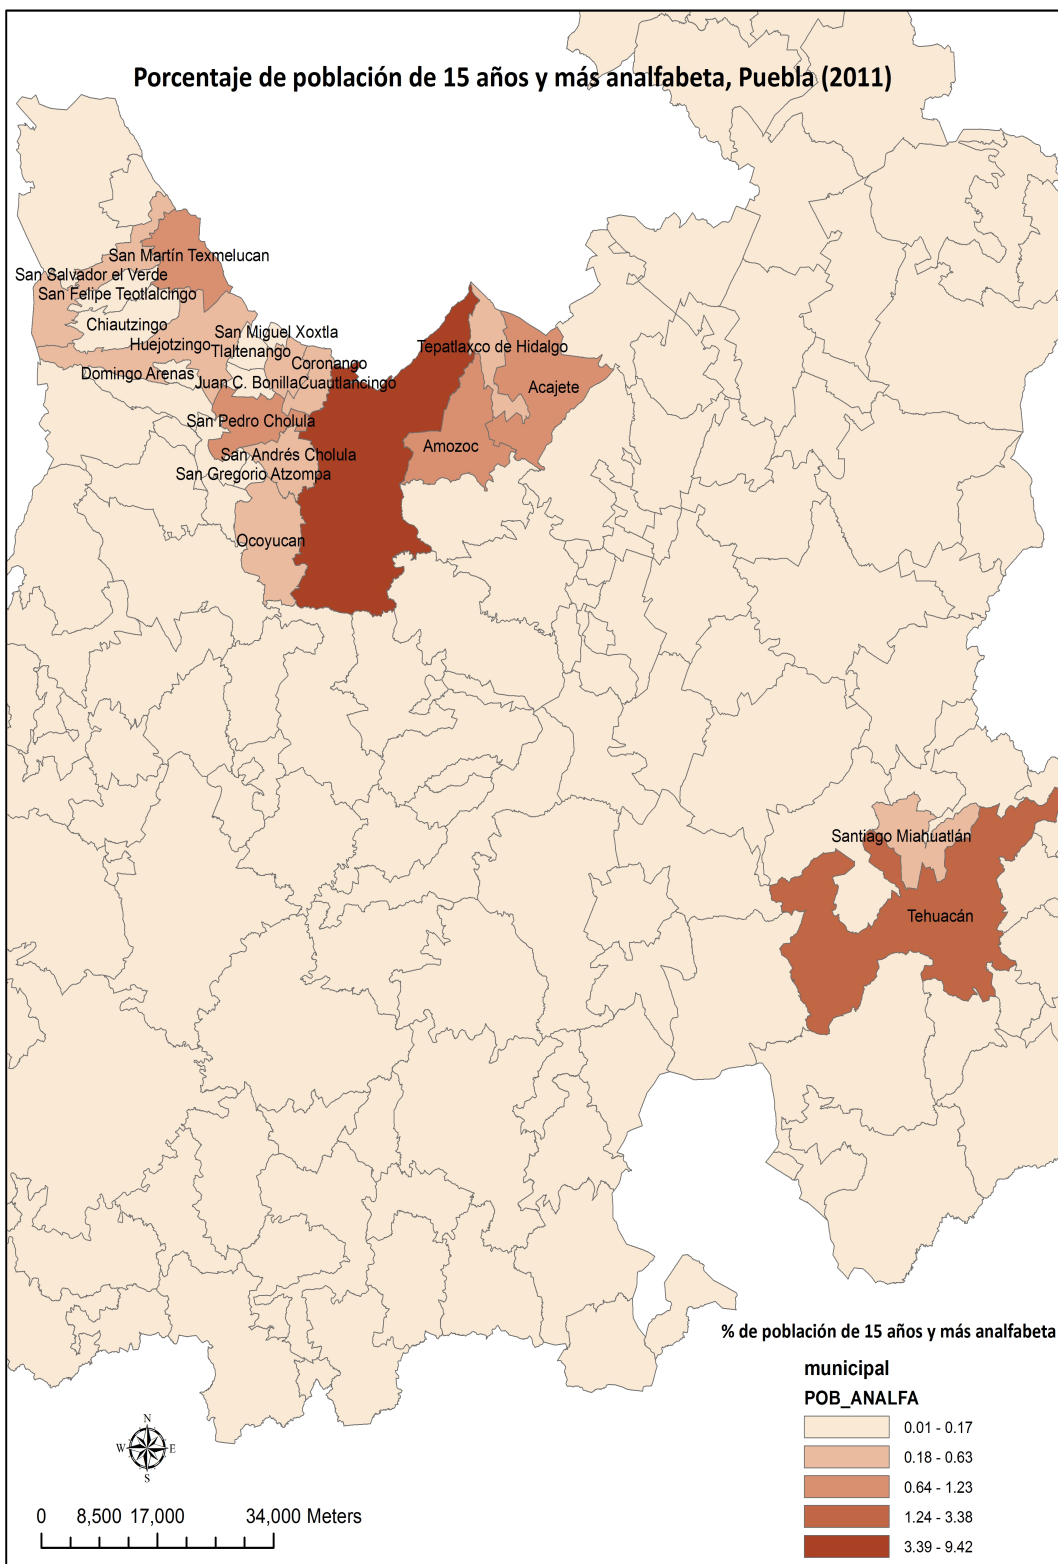 Porcentaje de población de 15 años y más analfabeta, Puebla (2011)
San Martín Texmelucan
San Salvador el Verde
San Felipe Teotlalcingo
Chiautzingo
San Miguel Xoxtla
Huejotzingo
Tlaltenango
Tepatlaxco de Hidalgo
Coronango
Domingo Arenas
Juan C. Bonilla
Cuautlancingo
Acajete
San Pedro Cholula
Amozoc
San Andrés Cholula
San Gregorio Atzompa
Ocoyucan
Santiago Miahuatlán
Tehuacán
% de población de 15 años y más analfabeta
municipal
POB_ANALFA
0.01 - 0.17
0.18 - 0.63
0.64 - 1.23
1.24 - 3.38
3.39 - 9.42
N
W E
S
0 8,500 17,000 34,000 Meters